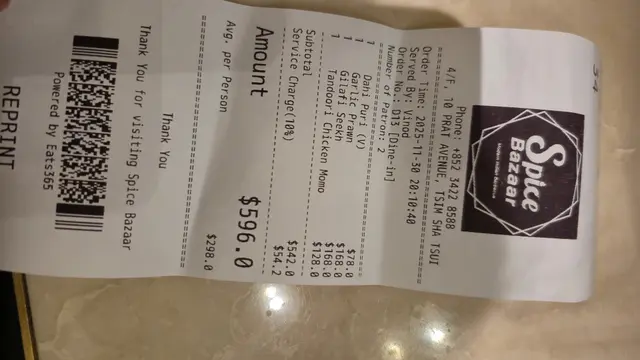 34
Spice
Bazaar
Modern Indian Barbecue
Phone: +852 3422 8588
4/F, 10 PRAT AVENUE, TSIM SHA TSUI
Order Time: 2025-11-30 20:10:40
Served By: Vinod
Order No.: D13 [Dine-in]
Number of Patron: 2
1 Dahi Puri (V) $78.0
1 Garlic Prawn $168.0
1 Gilafi Seekh $168.0
1 Tandoori Chicken Momo $128.0
Subtotal $542.0
Service Charge(10%) $54.2
Amount $596.0
Avg. per Person $298.0
Thank You
Thank You for visiting Spice Bazaar
Powered by Eats365
REPRINT